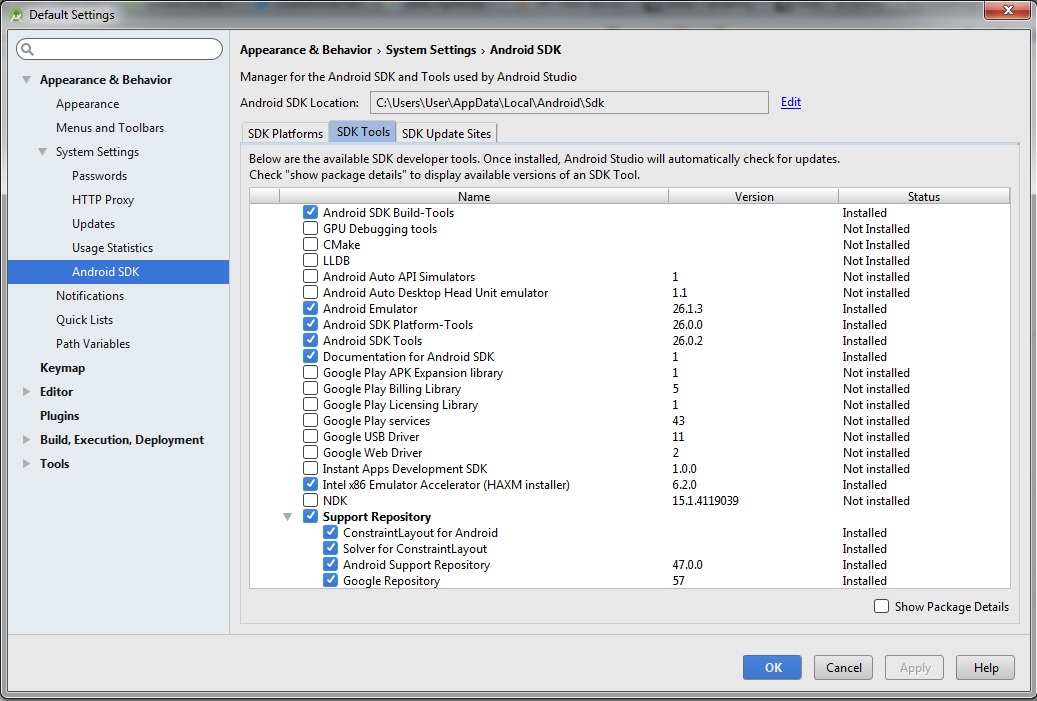 Default Settings
Appearance & Behavior
Appearance
Menus and Toolbars
System Settings
Passwords
HTTP Proxy
Updates
Usage Statistics
Android SDK
Notifications
Quick Lists
Path Variables
Keymap
Editor
Plugins
Build, Execution, Deployment
Tools
Appearance & Behavior › System Settings › Android SDK
Manager for the Android SDK and Tools used by Android Studio
Android SDK Location: C:\Users\User\AppData\Local\Android\Sdk Edit
SDK Platforms SDK Tools SDK Update Sites
Below are the available SDK developer tools. Once installed, Android Studio will automatically check for updates.
Check "show package details" to display available versions of an SDK Tool.
Name Version Status
Android SDK Build-Tools Installed
GPU Debugging tools Not Installed
CMake Not Installed
LLDB Not Installed
Android Auto API Simulators 1 Not installed
Android Auto Desktop Head Unit emulator 1.1 Not installed
Android Emulator 26.1.3 Installed
Android SDK Platform-Tools 26.0.0 Installed
Android SDK Tools 26.0.2 Installed
Documentation for Android SDK 1 Installed
Google Play APK Expansion library 1 Not installed
Google Play Billing Library 5 Not installed
Google Play Licensing Library 1 Not installed
Google Play services 43 Not installed
Google USB Driver 11 Not installed
Google Web Driver 2 Not installed
Instant Apps Development SDK 1.0.0 Not installed
Intel x86 Emulator Accelerator (HAXM installer) 6.2.0 Installed
NDK 15.1.4119039 Not installed
Support Repository
ConstraintLayout for Android Installed
Solver for ConstraintLayout Installed
Android Support Repository 47.0.0 Installed
Google Repository 57 Installed
Show Package Details
OK Cancel Apply Help